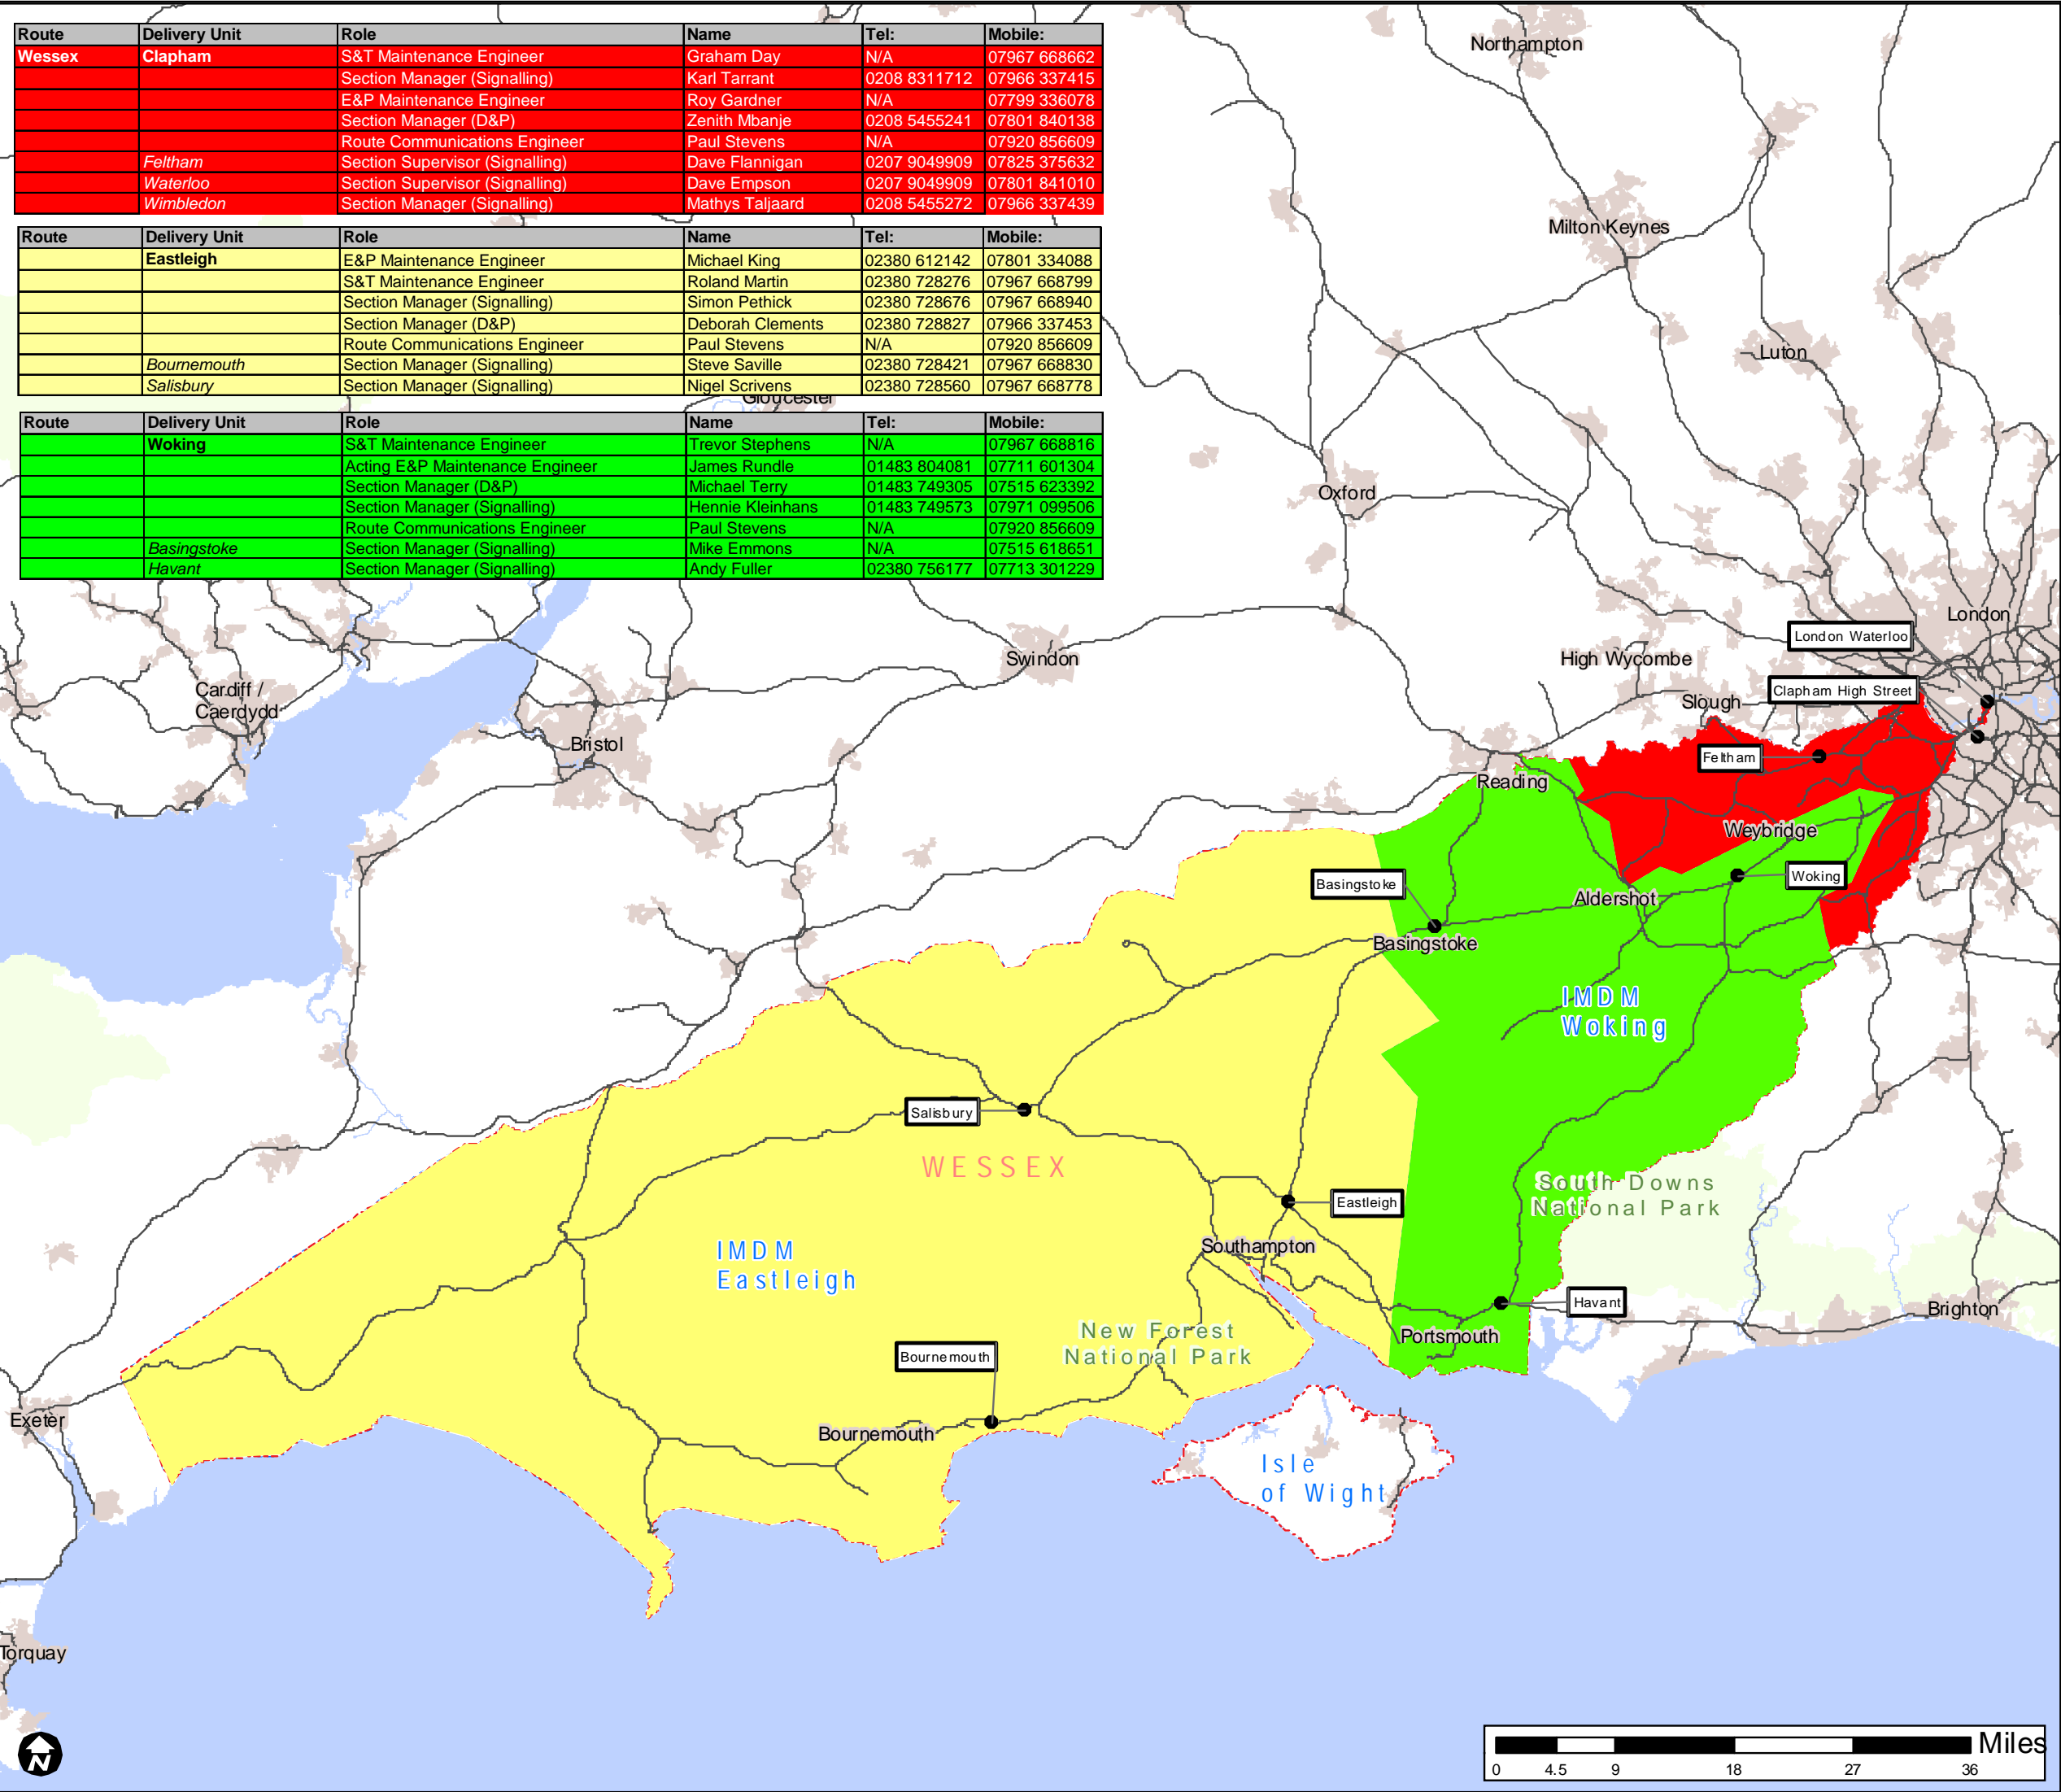 Route Delivery Unit Role Name Tel: Mobile:
Wessex Clapham S&T Maintenance Engineer Graham Day N/A 07967 668662
Section Manager (Signalling) Karl Tarrant 0208 8311712 07966 337415
E&P Maintenance Engineer Roy Gardner N/A 07799 336078
Section Manager (D&P) Zenith Mbanje 0208 5455241 07801 840138
Route Communications Engineer Paul Stevens N/A 07920 856609
Feltham Section Supervisor (Signalling) Dave Flannigan 0207 9049909 07825 375632
Waterloo Section Supervisor (Signalling) Dave Empson 0207 9049909 07801 841010
Wimbledon Section Manager (Signalling) Mathys Taljaard 0208 5455272 07966 337439
Route Delivery Unit Role Name Tel: Mobile:
Eastleigh E&P Maintenance Engineer Michael King 02380 612142 07801 334088
S&T Maintenance Engineer Roland Martin 02380 728276 07967 668799
Section Manager (Signalling) Simon Pethick 02380 728676 07967 668940
Section Manager (D&P) Deborah Clements 02380 728827 07966 337453
Route Communications Engineer Paul Stevens N/A 07920 856609
Bournemouth Section Manager (Signalling) Steve Saville 02380 728421 07967 668830
Salisbury Section Manager (Signalling) Nigel Scrivens 02380 728560 07967 668778
Gloucester
Route Delivery Unit Role Name Tel: Mobile:
Woking S&T Maintenance Engineer Trevor Stephens N/A 07967 668816
Acting E&P Maintenance Engineer James Rundle 01483 804081 07711 601304
Section Manager (D&P) Michael Terry 01483 749305 07515 623392
Section Manager (Signalling) Hennie Kleinhans 01483 749573 07971 099506
Route Communications Engineer Paul Stevens N/A 07920 856609
Basingstoke Section Manager (Signalling) Mike Emmons N/A 07515 618651
Havant Section Manager (Signalling) Andy Fuller 02380 756177 07713 301229
Northampton
Milton Keynes
Luton
Oxford
London
London Waterloo
Swindon
High Wycombe
Cardiff /
Caerdydd
Clapham High Street
Slough
Bristol
Feltham
Reading
Weybridge
Woking
Basingstoke
Aldershot
Basingstoke
IMDM
Woking
Salisbury
WESSEX
South Downs
National Park
Eastleigh
Southampton
IMDM
Eastleigh
Havant
Brighton
New Forest
National Park
Portsmouth
Bournemouth
Exeter
Bournemouth
Isle
of Wight
Torquay
N
Miles
0 4.5 9 18 27 36